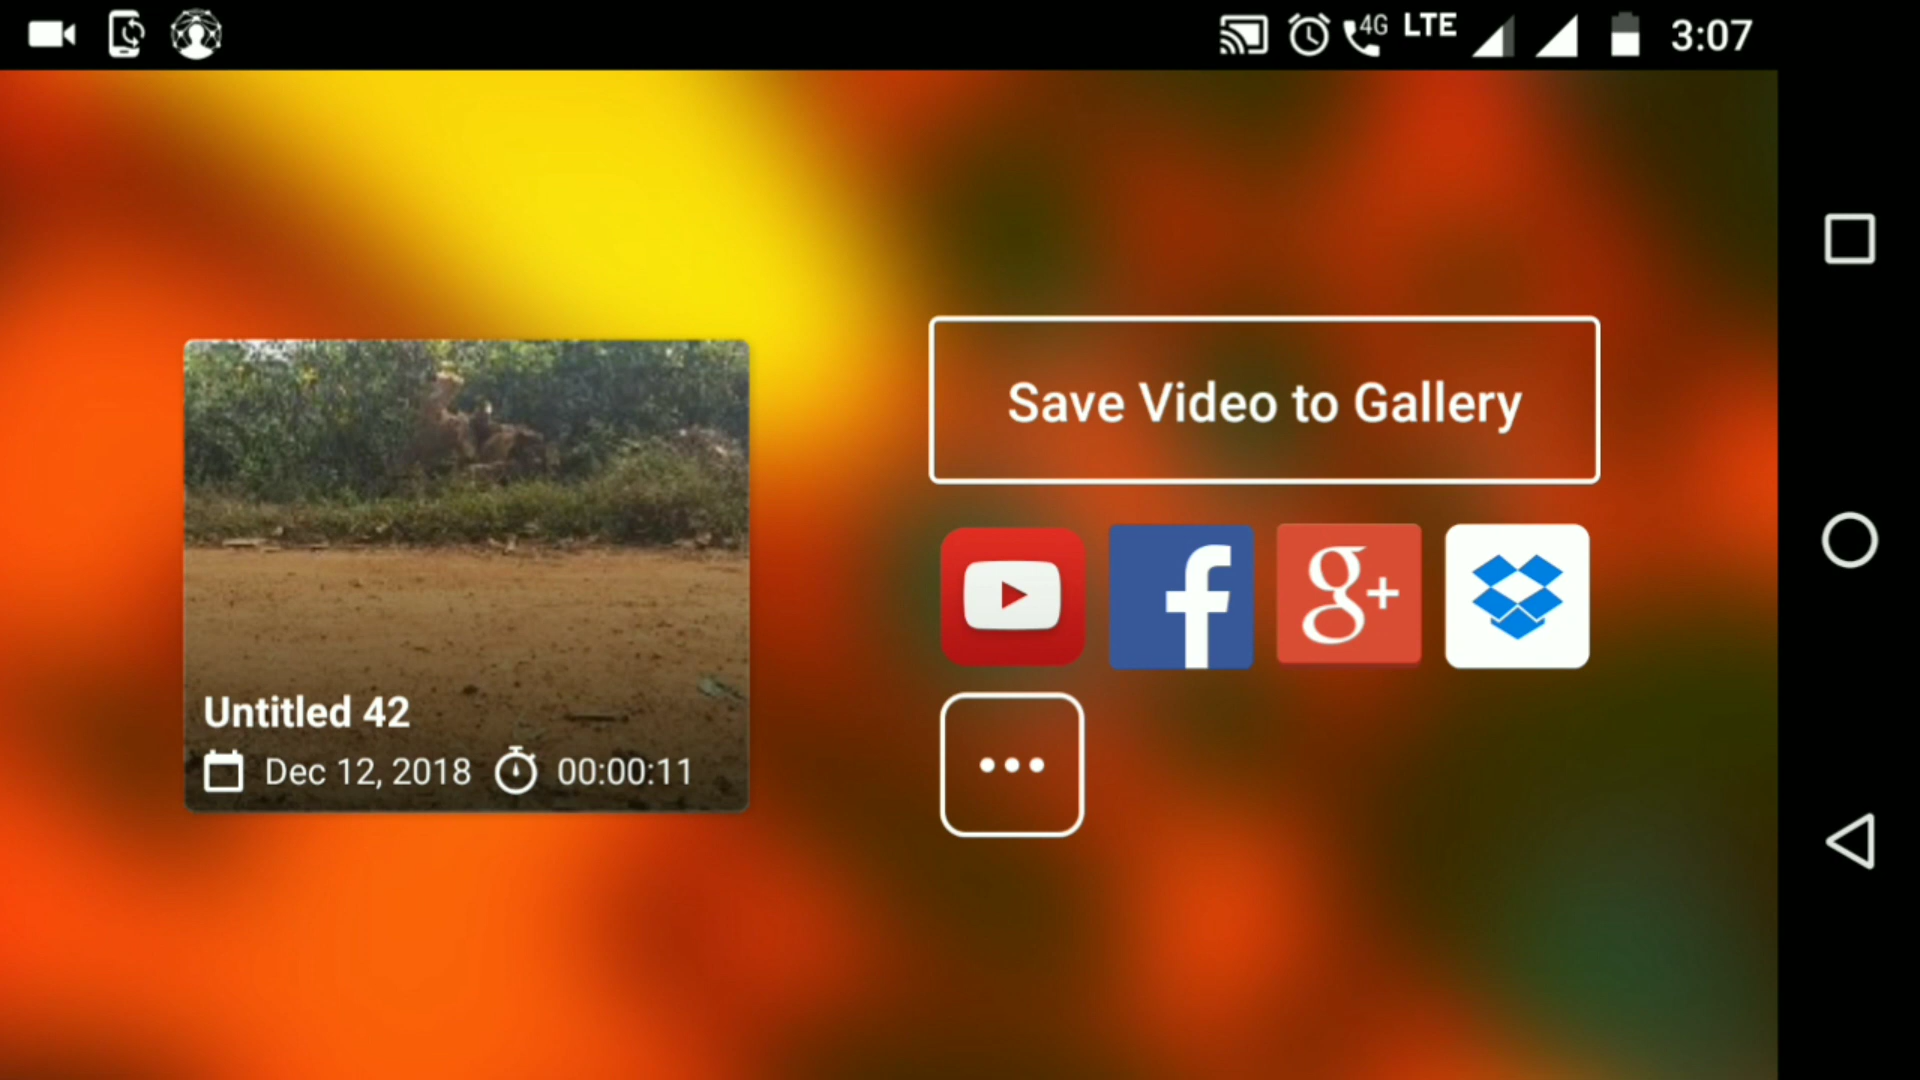 4G LTE 3:07
Save Video to Gallery
f g+
Untitled 42
Dec 12, 2018 00:00:11